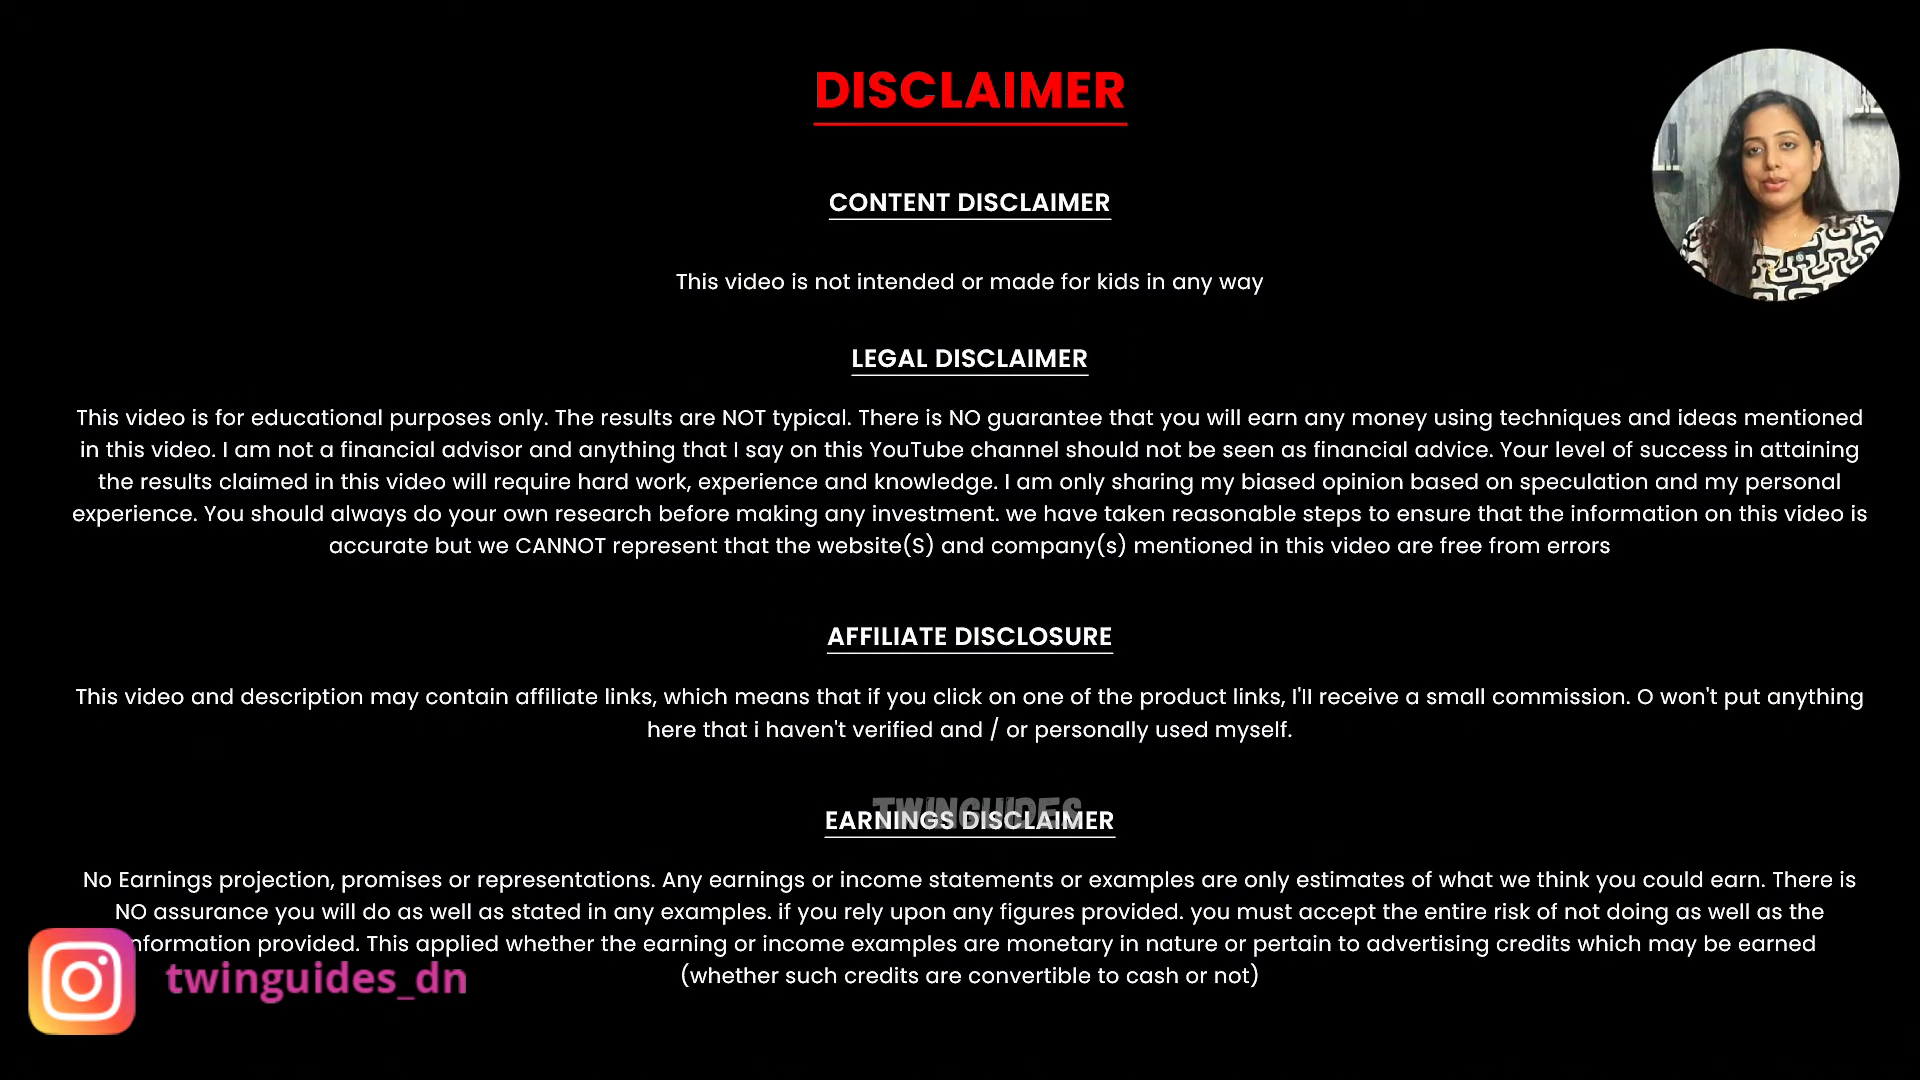 DISCLAIMER
CONTENT DISCLAIMER
This video is not intended or made for kids in any way
LEGAL DISCLAIMER
This video is for educational purposes only. The results are NOT typical. There is NO guarantee that you will earn any money using techniques and ideas mentioned
in this video. I am not a financial advisor and anything that I say on this YouTube channel should not be seen as financial advice. Your level of success in attaining
the results claimed in this video will require hard work, experience and knowledge. I am only sharing my biased opinion based on speculation and my personal
experience. You should always do your own research before making any investment. we have taken reasonable steps to ensure that the information on this video is
accurate but we CANNOT represent that the website(S) and company(s) mentioned in this video are free from errors
AFFILIATE DISCLOSURE
This video and description may contain affiliate links, which means that if you click on one of the product links, I'll receive a small commission. O won't put anything
here that i haven't verified and / or personally used myself.
TWINGUIDES
EARNINGS DISCLAIMER
No Earnings projection, promises or representations. Any earnings or income statements or examples are only estimates of what we think you could earn. There is
NO assurance you will do as well as stated in any examples. if you rely upon any figures provided. you must accept the entire risk of not doing as well as the
nformation provided. This applied whether the earning or income examples are monetary in nature or pertain to advertising credits which may be earned
(whether such credits are convertible to cash or not)
twinguides_dn